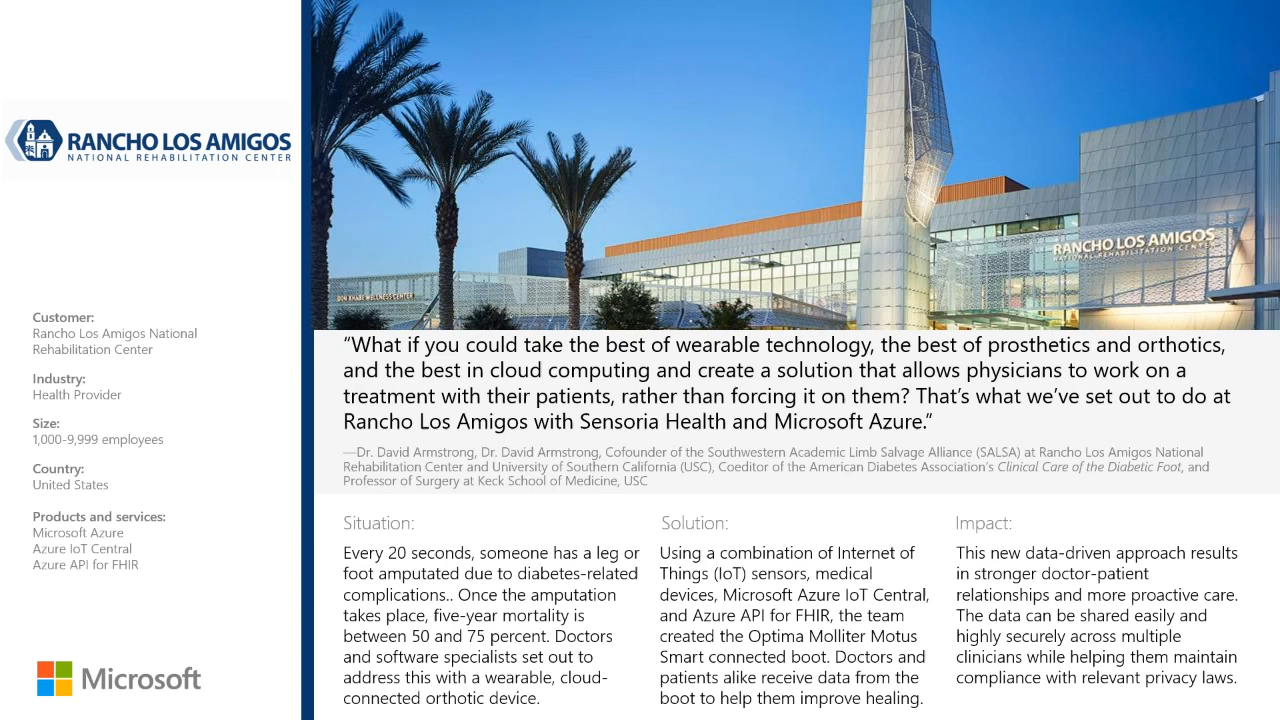 RANCHO LOS AMIGOS
NATIONAL REHABILITATION CENTER
Customer:
Rancho Los Amigos National
Rehabilitation Center
Industry:
Health Provider
Size:
1,000-9,999 employees
Country:
United States
Products and services:
Microsoft Azure
Azure IoT Central
Azure API for FHIR
Microsoft
DON KNABE WELLNESS CENTER
RANCHO LOS AMIGOS
NATIONAL REHABILITATION CENTER
“What if you could take the best of wearable technology, the best of prosthetics and orthotics,
and the best in cloud computing and create a solution that allows physicians to work on a
treatment with their patients, rather than forcing it on them? That’s what we’ve set out to do at
Rancho Los Amigos with Sensoria Health and Microsoft Azure.”
—Dr. David Armstrong, Dr. David Armstrong, Cofounder of the Southwestern Academic Limb Salvage Alliance (SALSA) at Rancho Los Amigos National
Rehabilitation Center and University of Southern California (USC), Coeditor of the American Diabetes Association’s Clinical Care of the Diabetic Foot, and
Professor of Surgery at Keck School of Medicine, USC
Situation:
Every 20 seconds, someone has a leg or
foot amputated due to diabetes-related
complications.. Once the amputation
takes place, five-year mortality is
between 50 and 75 percent. Doctors
and software specialists set out to
address this with a wearable, cloud-
connected orthotic device.
Solution:
Using a combination of Internet of
Things (IoT) sensors, medical
devices, Microsoft Azure IoT Central,
and Azure API for FHIR, the team
created the Optima Molliter Motus
Smart connected boot. Doctors and
patients alike receive data from the
boot to help them improve healing.
Impact:
This new data-driven approach results
in stronger doctor-patient
relationships and more proactive care.
The data can be shared easily and
highly securely across multiple
clinicians while helping them maintain
compliance with relevant privacy laws.